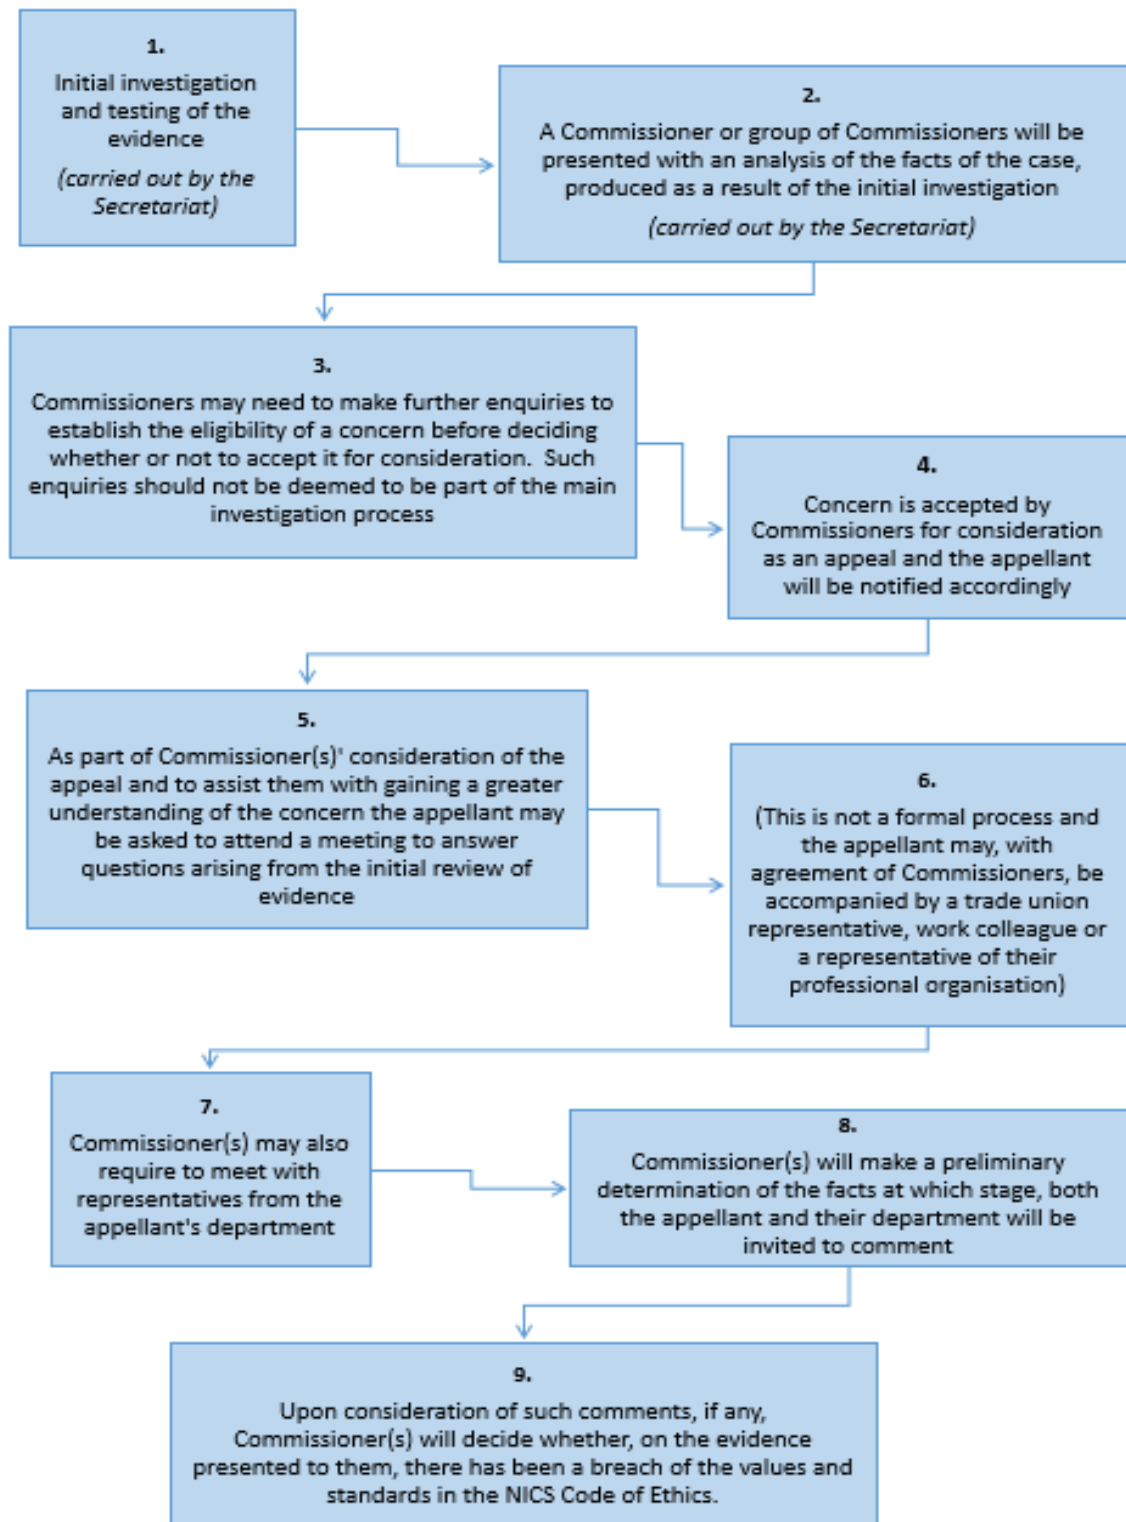 1.
Initial investigation
and testing of the
evidence
(carried out by the
Secretariat)
2.
A Commissioner or group of Commissioners will be
presented with an analysis of the facts of the case,
produced as a result of the initial investigation
(carried out by the Secretariat)
3.
Commissioners may need to make further enquiries to
establish the eligibility of a concern before deciding
whether or not to accept it for consideration.  Such
enquiries should not be deemed to be part of the main
investigation process
4.
Concern is accepted by
Commissioners for consideration
as an appeal and the appellant
will be notified accordingly
5.
As part of Commissioner(s)' consideration of the
appeal and to assist them with gaining a greater
understanding of the concern the appellant may
be asked to attend a meeting to answer
questions arising from the initial review of
evidence
6.
(This is not a formal process and
the appellant may, with
agreement of Commissioners, be
accompanied by a trade union
representative, work colleague or
a representative of their
professional organisation)
7.
Commissioner(s) may also
require to meet with
representatives from the
appellant's department
8.
Commissioner(s) will make a preliminary
determination of the facts at which stage, both
the appellant and their department will be
invited to comment
9.
Upon consideration of such comments, if any,
Commissioner(s) will decide whether, on the evidence
presented to them, there has been a breach of the values and
standards in the NICS Code of Ethics.